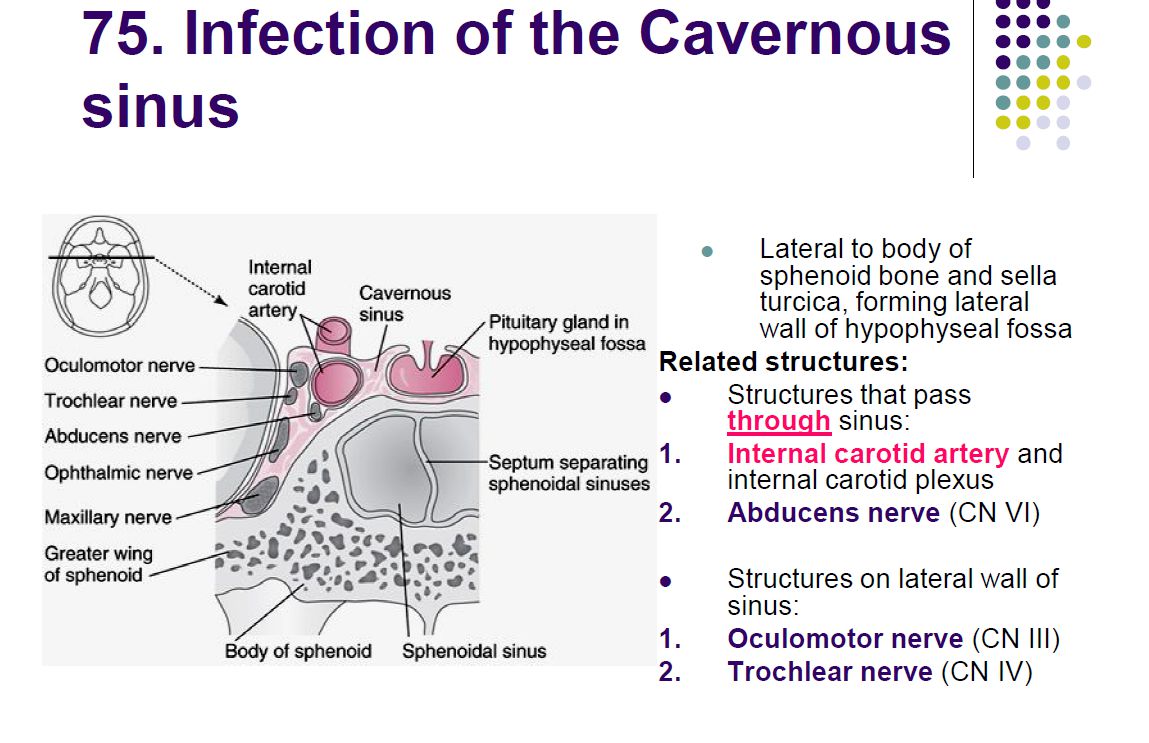 75. Infection of the Cavernous
sinus
Internal
carotid
artery
Cavernous
sinus
Pituitary gland in
hypophyseal fossa
Oculomotor nerve
Trochlear nerve
Abducens nerve
Ophthalmic nerve
Maxillary nerve
Greater wing
of sphenoid
Septum separating
sphenoidal sinuses
Body of sphenoid
Sphenoidal sinus
Lateral to body of
sphenoid bone and sella
turcica, forming lateral
wall of hypophyseal fossa
Related structures:
Structures that pass
through sinus:
1. Internal carotid artery and
internal carotid plexus
2. Abducens nerve (CN VI)
Structures on lateral wall of
sinus:
1. Oculomotor nerve (CN III)
2. Trochlear nerve (CN IV)